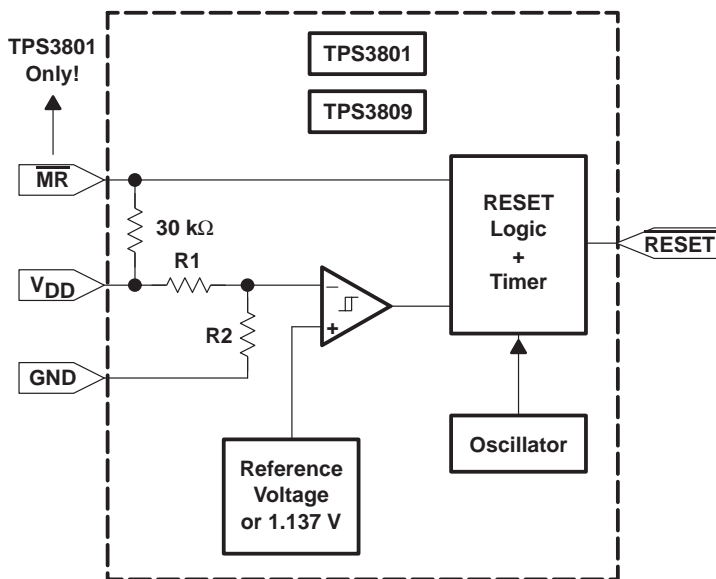 TPS3801
Only!
TPS3801
TPS3809
MR
30 kΩ
RESET
Logic
+
Timer
RESET
R1
VDD
−
+
R2
GND
Oscillator
Reference
Voltage
or 1.137 V